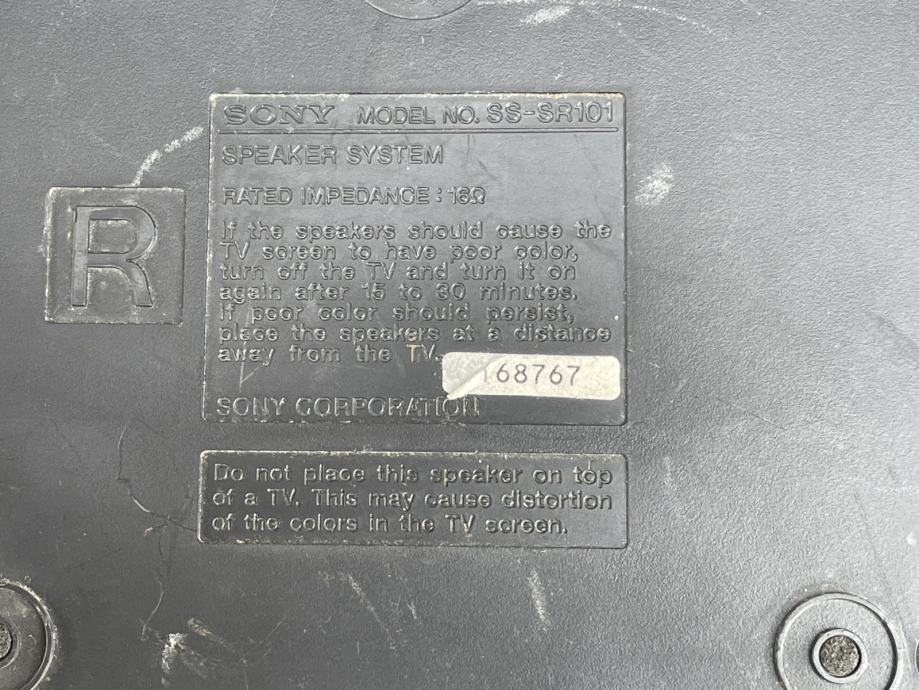 SONY MODEL NO. SS-SR101
SPEAKER SYSTEM
RATED IMPEDANCE : 16Ω
R
If the speakers should cause the
TV screen to have poor color,
turn off the TV and turn it on
again after 15 to 30 minutes.
If poor color should persist,
place the speakers at a distance
away from the TV.
168767
SONY CORPORATION
Do not place this speaker on top
of a TV. This may cause distortion
of the colors in the TV screen.